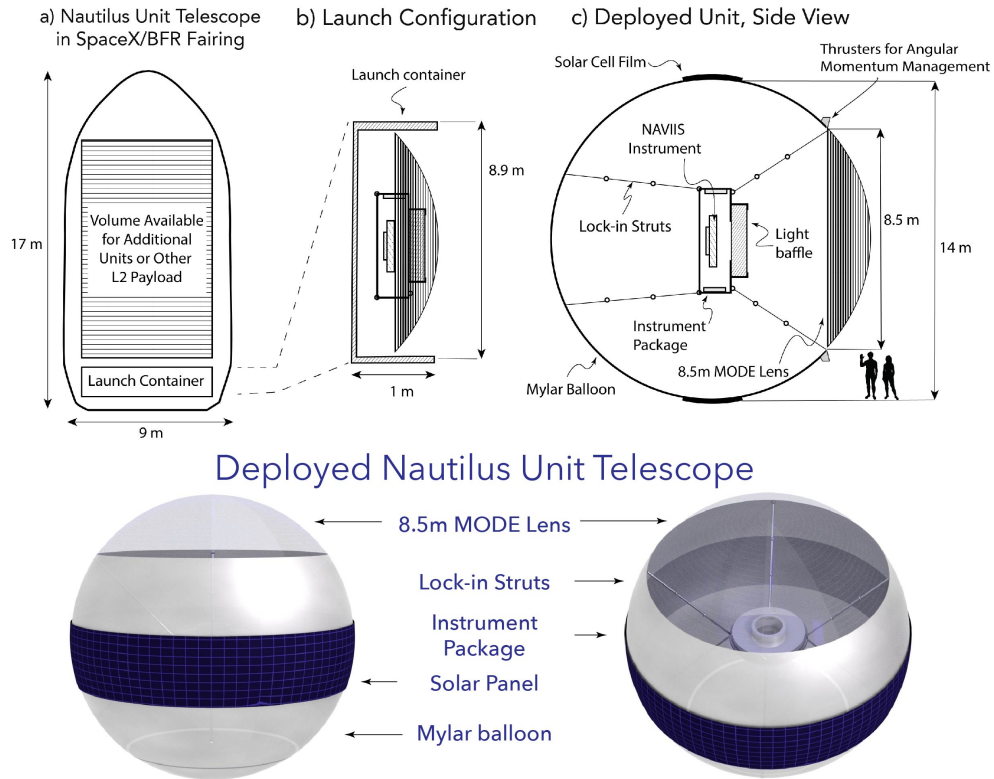 a) Nautilus Unit Telescope
in SpaceX/BFR Fairing
17 m
Volume Available
for Additional
Units or Other
L2 Payload
Launch Container
9 m
b) Launch Configuration
Launch container
8.9 m
1 m
c) Deployed Unit, Side View
Solar Cell Film
Thrusters for Angular
Momentum Management
NAVIIS
Instrument
Lock-in Struts
Light
baffle
8.5 m
14 m
Instrument
Package
8.5m MODE Lens
Mylar Balloon
Deployed Nautilus Unit Telescope
8.5m MODE Lens
Lock-in Struts
Instrument
Package
Solar Panel
Mylar balloon